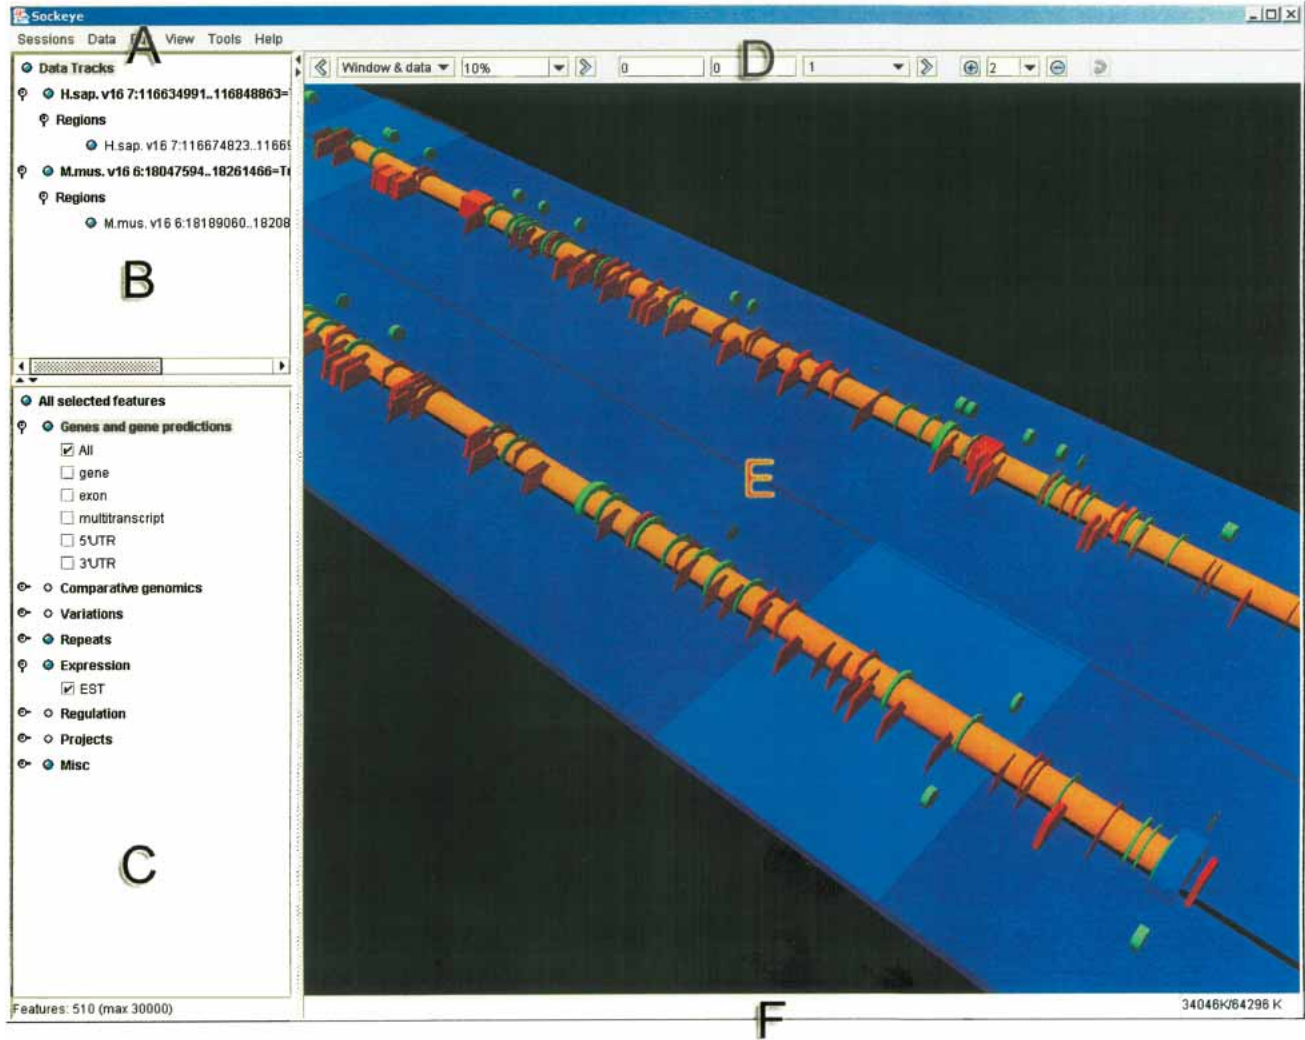 Sockeye
Sessions Data View Tools Help
A
Data Tracks
H.sap. v16 7:116634991..116848863=
Regions
H.sap. v16 7:116674823..1166
M.mus. v16 6:18047594..18261466=
Regions
M.mus. v16 6:18189060..18208
B
All selected features
Genes and gene predictions
All
gene
exon
multitranscript
5'UTR
3'UTR
Comparative genomics
Variations
Repeats
Expression
EST
Regulation
Projects
Misc
C
Features: 510 (max 30000)
Window & data 10% 0 0 1 2
D
E
F
34046K/64296 K